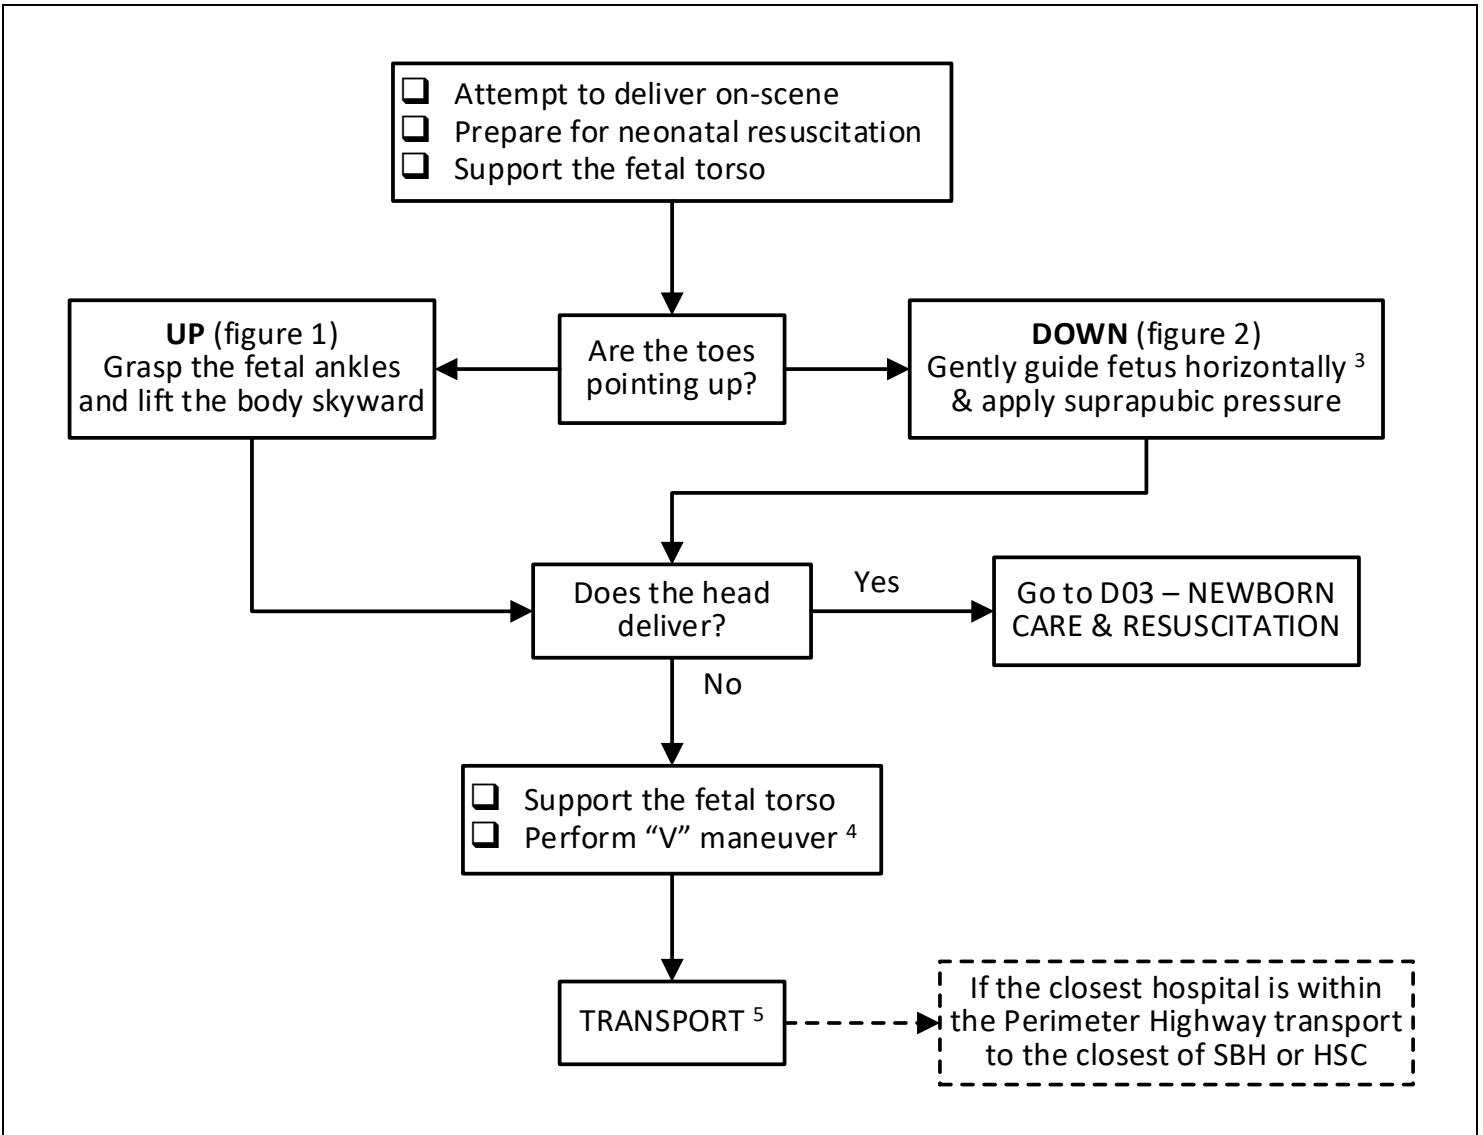 ❑ Attempt to deliver on-scene
❑ Prepare for neonatal resuscitation
❑ Support the fetal torso
Are the toes
pointing up?
UP (figure 1)
Grasp the fetal ankles
and lift the body skyward
DOWN (figure 2)
Gently guide fetus horizontally 3
& apply suprapubic pressure
Does the head
deliver?
Yes
Go to D03 – NEWBORN
CARE & RESUSCITATION
No
❑ Support the fetal torso
❑ Perform “V” maneuver 4
TRANSPORT 5
If the closest hospital is within
the Perimeter Highway transport
to the closest of SBH or HSC